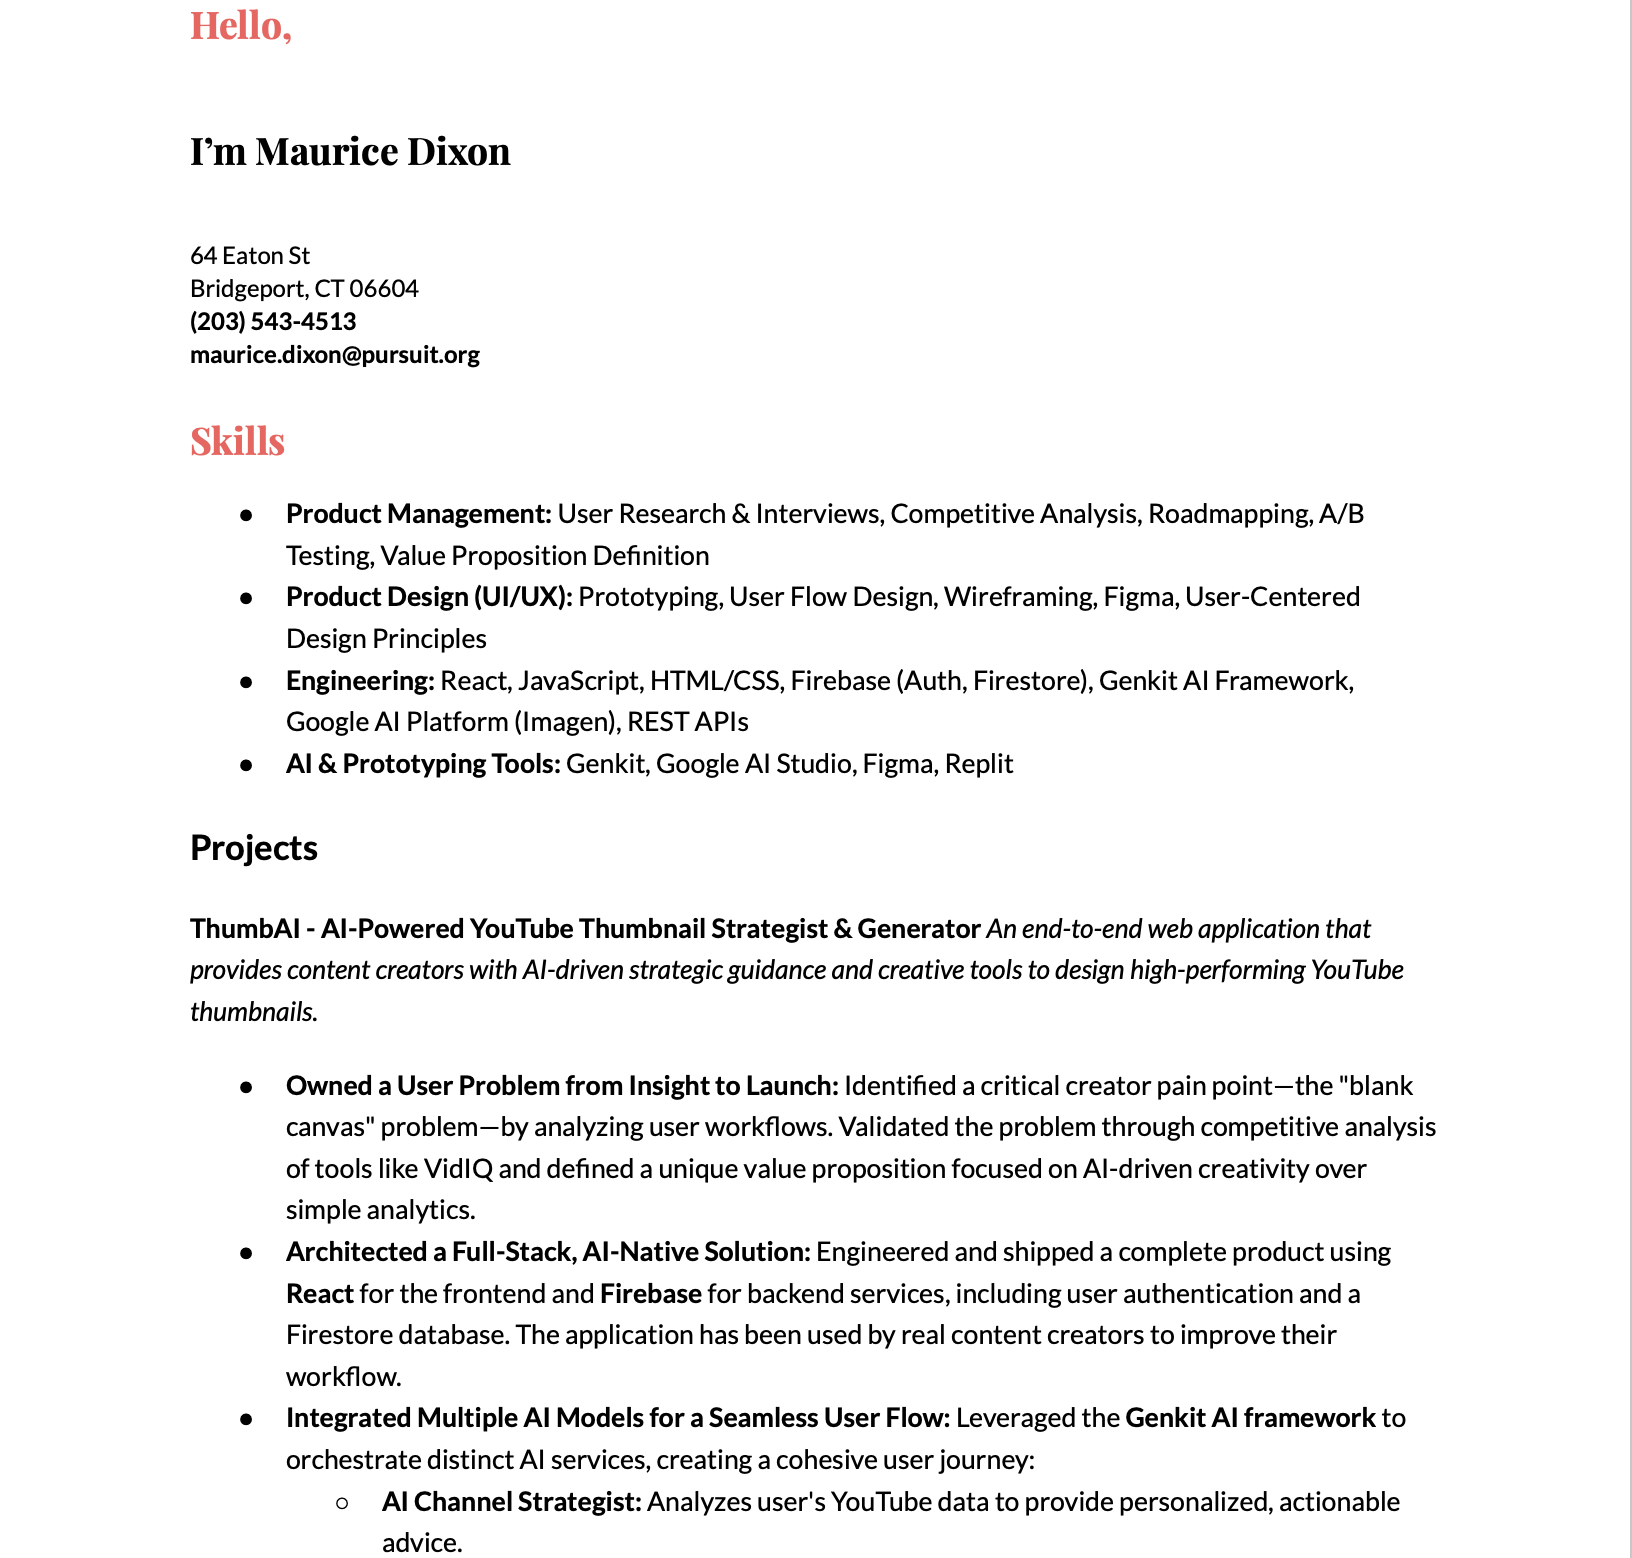 Hello,
I’m Maurice Dixon
64 Eaton St
Bridgeport, CT 06604
(203) 543-4513
maurice.dixon@pursuit.org
Skills
● Product Management: User Research & Interviews, Competitive Analysis, Roadmapping, A/B
Testing, Value Proposition Definition
● Product Design (UI/UX): Prototyping, User Flow Design, Wireframing, Figma, User-Centered
Design Principles
● Engineering: React, JavaScript, HTML/CSS, Firebase (Auth, Firestore), Genkit AI Framework,
Google AI Platform (Imagen), REST APIs
● AI & Prototyping Tools: Genkit, Google AI Studio, Figma, Replit
Projects
ThumbAI - AI-Powered YouTube Thumbnail Strategist & Generator An end-to-end web application that
provides content creators with AI-driven strategic guidance and creative tools to design high-performing YouTube
thumbnails.
● Owned a User Problem from Insight to Launch: Identified a critical creator pain point—the "blank
canvas" problem—by analyzing user workflows. Validated the problem through competitive analysis
of tools like VidIQ and defined a unique value proposition focused on AI-driven creativity over
simple analytics.
● Architected a Full-Stack, AI-Native Solution: Engineered and shipped a complete product using
React for the frontend and Firebase for backend services, including user authentication and a
Firestore database. The application has been used by real content creators to improve their
workflow.
● Integrated Multiple AI Models for a Seamless User Flow: Leveraged the Genkit AI framework to
orchestrate distinct AI services, creating a cohesive user journey:
○ AI Channel Strategist: Analyzes user's YouTube data to provide personalized, actionable
advice.